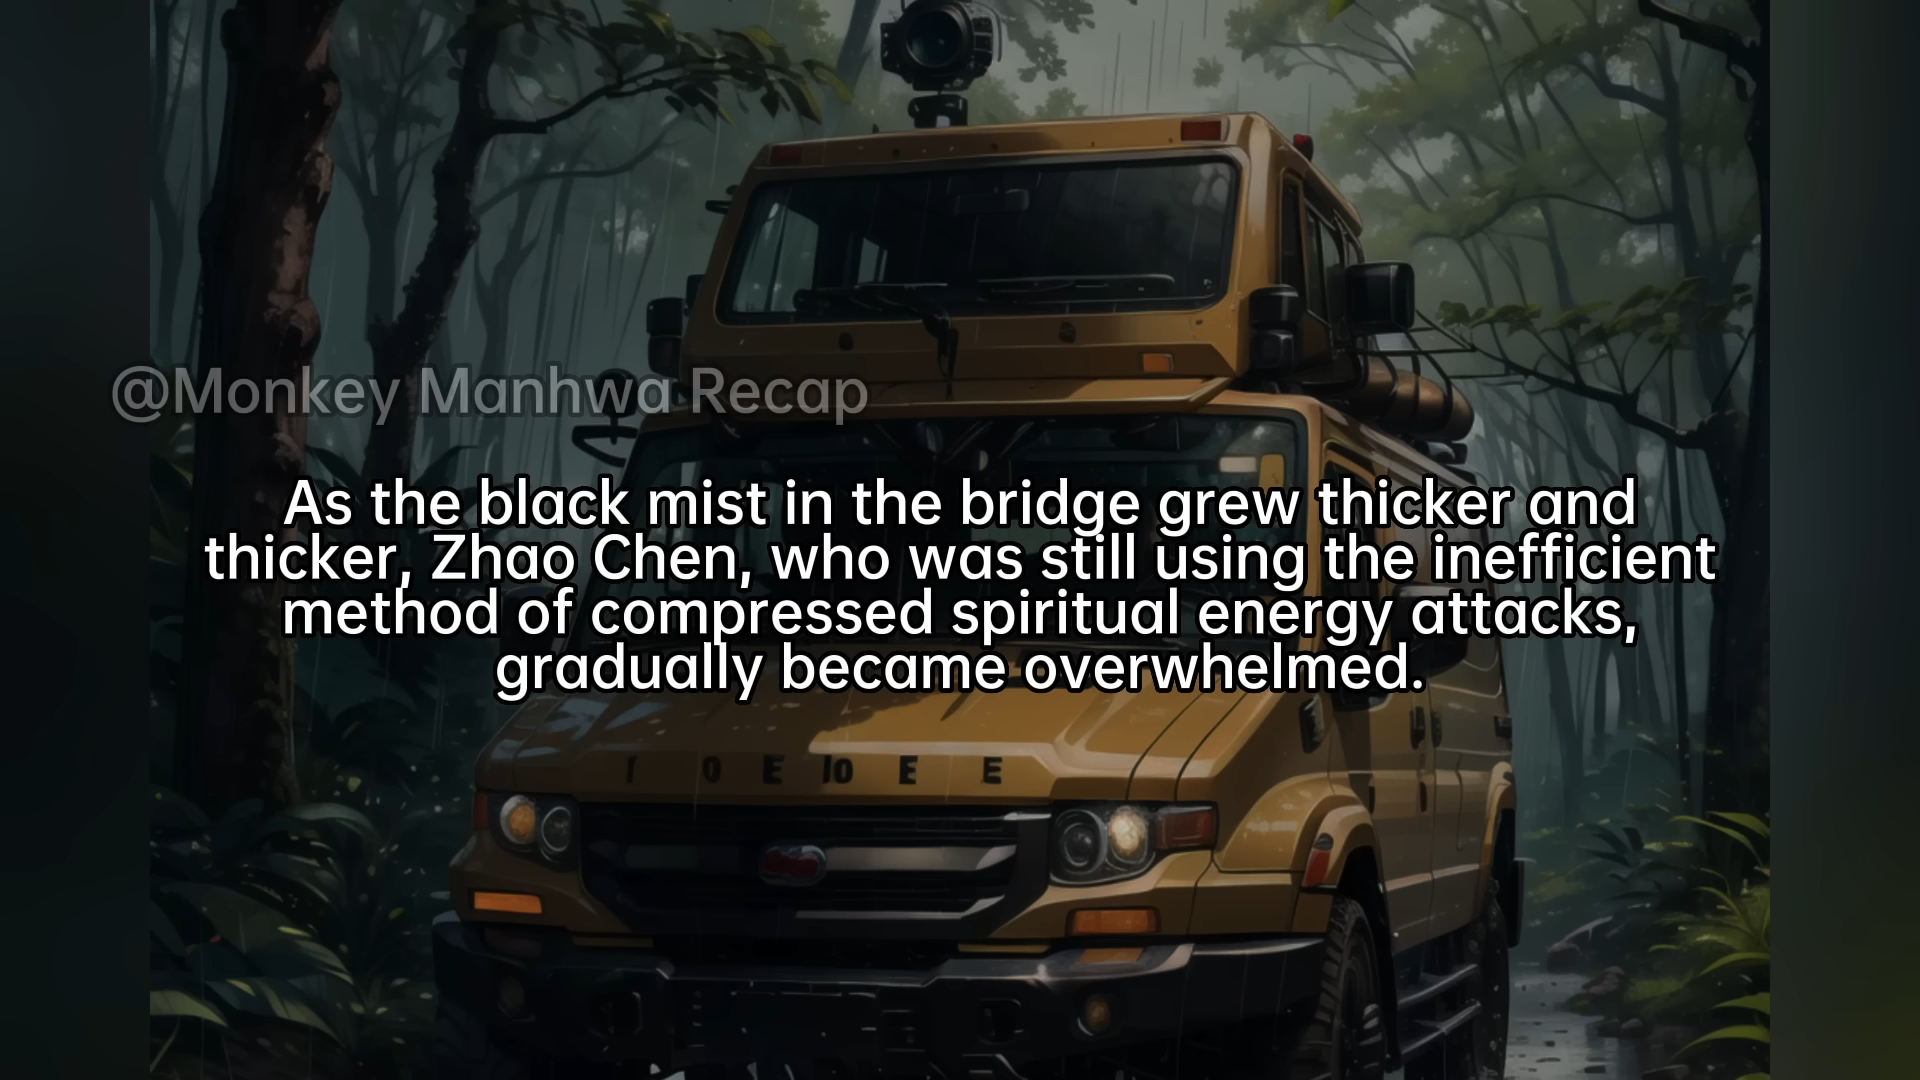 @Monkey Manhwa Recap
As the black mist in the bridge grew thicker and
thicker, Zhao Chen, who was still using the inefficient
method of compressed spiritual energy attacks,
gradually became overwhelmed.